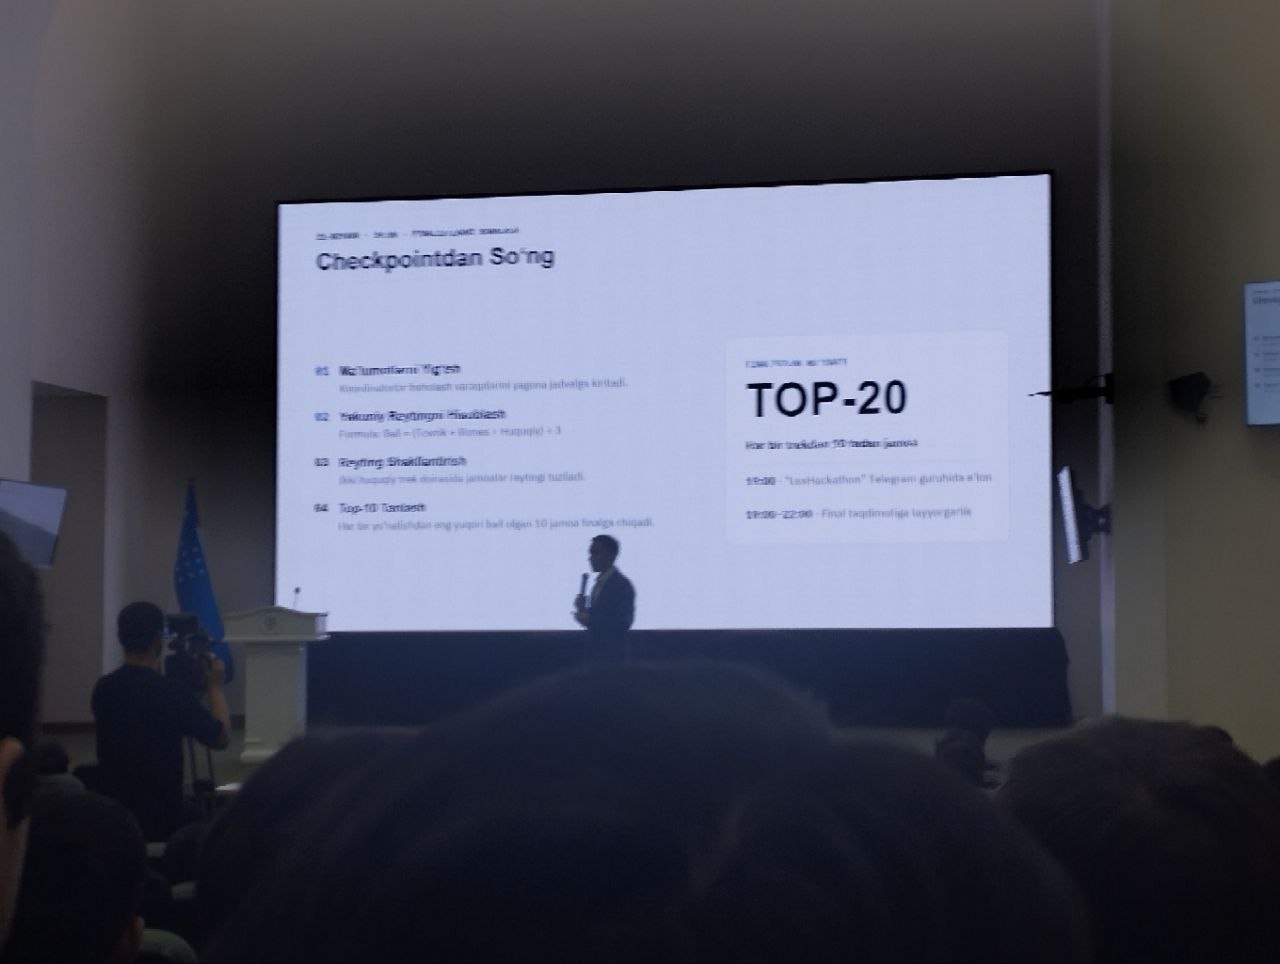 Checkpointdan So'ng
01 Ma'lumotlarni Yig'ish
Koordinatorlar baholash varaqalarini yagona jadvalga kiritadi.
02 Yakuniy Reytingni Hisoblash
Formula: Ball = (Texnik + Biznes + Huquqiy) ÷ 3
03 Reyting Shakllantirish
Ikki huquqiy trek doirasida jamoalar reytingi tuziladi.
04 Top-10 Tanlash
Har bir yo'nalishdan eng yuqori ball olgan 10 jamoa finalga chiqadi.
TOP-20
Har bir trekdan 10 tadan jamoa
19:00 - "LexHackathon" Telegram guruhida e'lon
19:00-22:00 - Final taqdimotiga tayyorgarlik